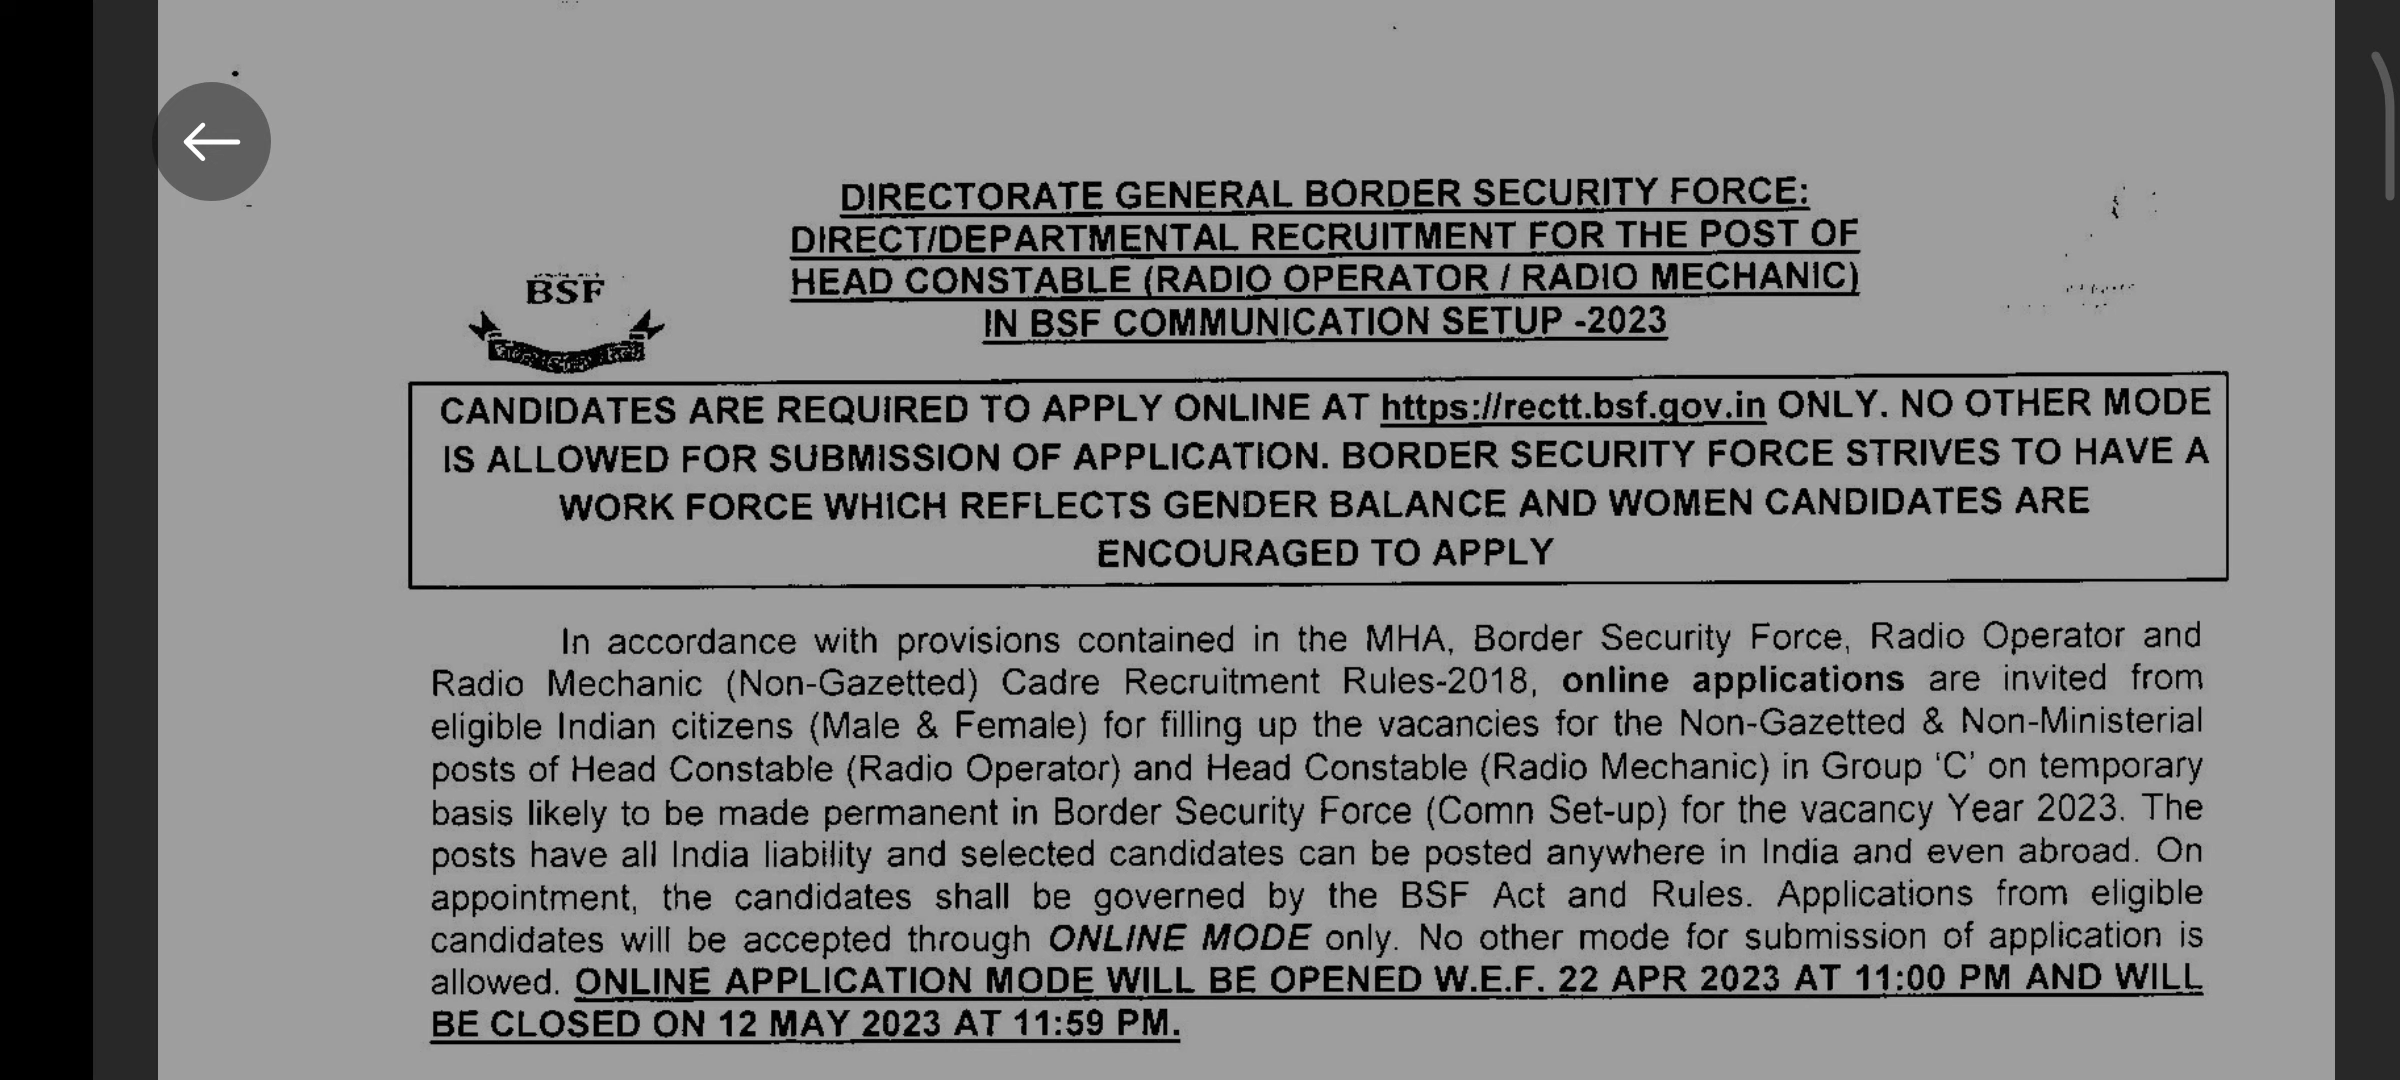 DIRECTORATE GENERAL BORDER SECURITY FORCE:
DIRECT/DEPARTMENTAL RECRUITMENT FOR THE POST OF
HEAD CONSTABLE (RADIO OPERATOR / RADIO MECHANIC)
IN BSF COMMUNICATION SETUP -2023
BSF
CANDIDATES ARE REQUIRED TO APPLY ONLINE AT https://rectt.bsf.gov.in ONLY. NO OTHER MODE
IS ALLOWED FOR SUBMISSION OF APPLICATION. BORDER SECURITY FORCE STRIVES TO HAVE A
WORK FORCE WHICH REFLECTS GENDER BALANCE AND WOMEN CANDIDATES ARE
ENCOURAGED TO APPLY
In accordance with provisions contained in the MHA, Border Security Force, Radio Operator and
Radio Mechanic (Non-Gazetted) Cadre Recruitment Rules-2018, online applications are invited from
eligible Indian citizens (Male & Female) for filling up the vacancies for the Non-Gazetted & Non-Ministerial
posts of Head Constable (Radio Operator) and Head Constable (Radio Mechanic) in Group ‘C’ on temporary
basis likely to be made permanent in Border Security Force (Comn Set-up) for the vacancy Year 2023. The
posts have all India liability and selected candidates can be posted anywhere in India and even abroad. On
appointment, the candidates shall be governed by the BSF Act and Rules. Applications from eligible
candidates will be accepted through ONLINE MODE only. No other mode for submission of application is
allowed. ONLINE APPLICATION MODE WILL BE OPENED W.E.F. 22 APR 2023 AT 11:00 PM AND WILL
BE CLOSED ON 12 MAY 2023 AT 11:59 PM.